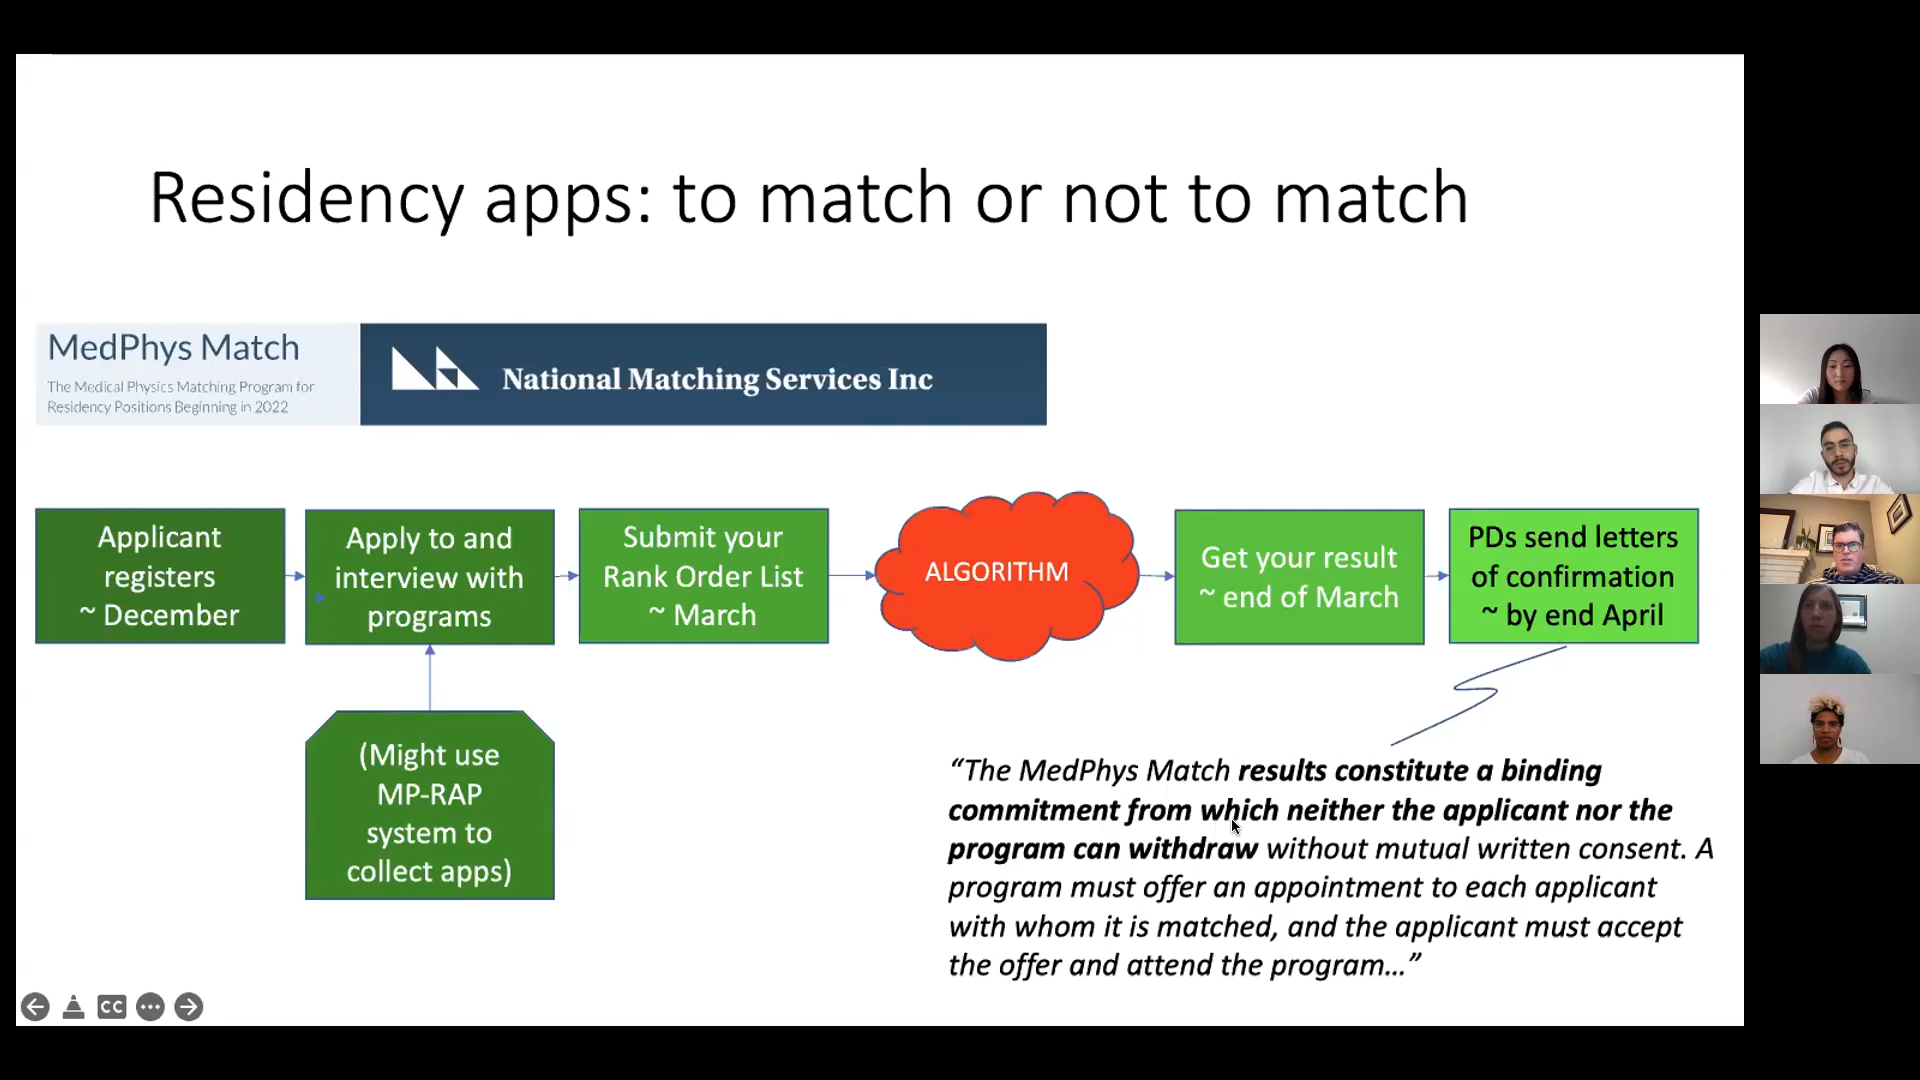 Residency apps: to match or not to match
MedPhys Match
The Medical Physics Matching Program for
Residency Positions Beginning in 2022
National Matching Services Inc
Applicant
registers
~ December
Apply to and
interview with
programs
Submit your
Rank Order List
~ March
ALGORITHM
Get your result
~ end of March
PDs send letters
of confirmation
~ by end April
(Might use
MP-RAP
system to
collect apps)
“The MedPhys Match results constitute a binding
commitment from which neither the applicant nor the
program can withdraw without mutual written consent. A
program must offer an appointment to each applicant
with whom it is matched, and the applicant must accept
the offer and attend the program…”
CC